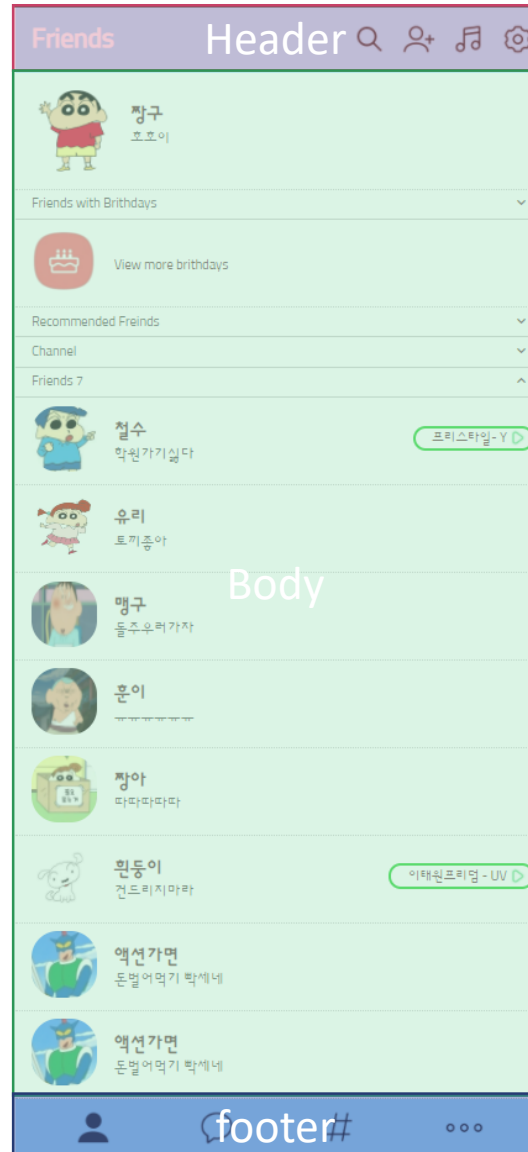 Friends Header
짱구
호호이
Friends with Brithdays
View more brithdays
Recommended Freinds
Channel
Friends 7
철수
학원가기싫다
프리스타일- Y
유리
토끼좋아
Body
맹구
돌주우러가자
훈이
ㅠㅠㅠㅠㅠㅠ
짱아
따따따따따
흰둥이
건드리지마라
이태원프리덤 - UV
액션가면
돈벌어먹기 빡세네
액션가면
돈벌어먹기 빡세네
footer
#